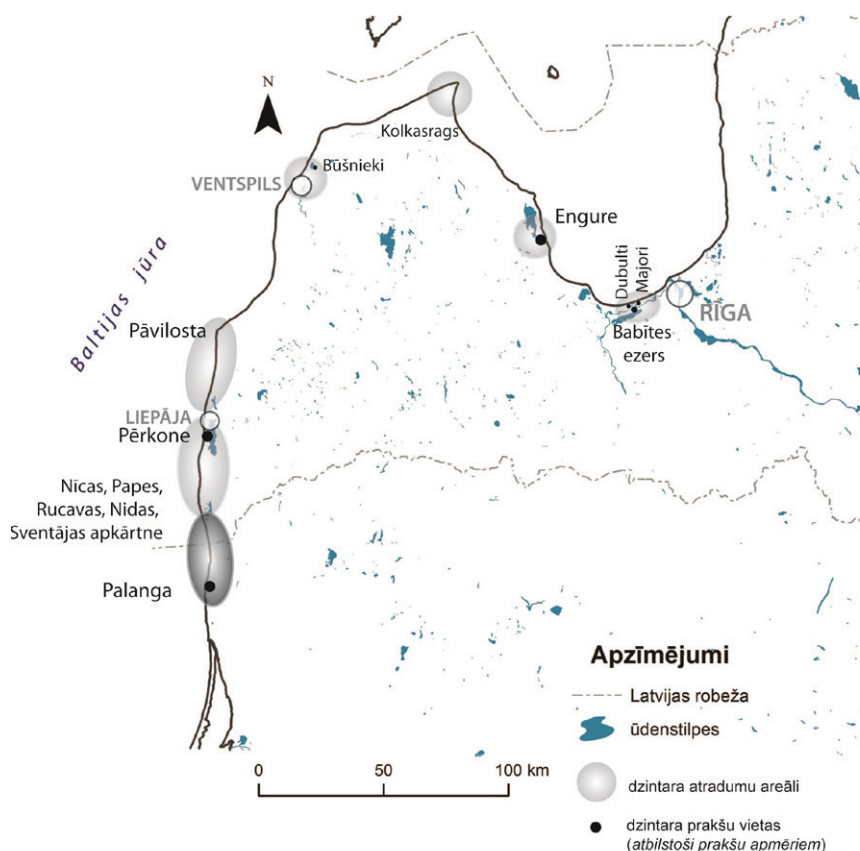 N
Kolkasrags
Būšnieki
VENTSPILS
Engure
Dubulti
Majori
Baltijas jūra
RĪGA
Pāvilosta
Babītes
ezers
LIEPĀJA
Pērkone
Nīcas, Papes,
Rucavas, Nidas,
Sventājas apkārtne
Palanga
Apzīmējumi
Latvijas robeža
ūdenstilpes
0 50 100 km
dzintara atradumu areāli
dzintara prakšu vietas
(atbilstoši prakšu apmēriem)